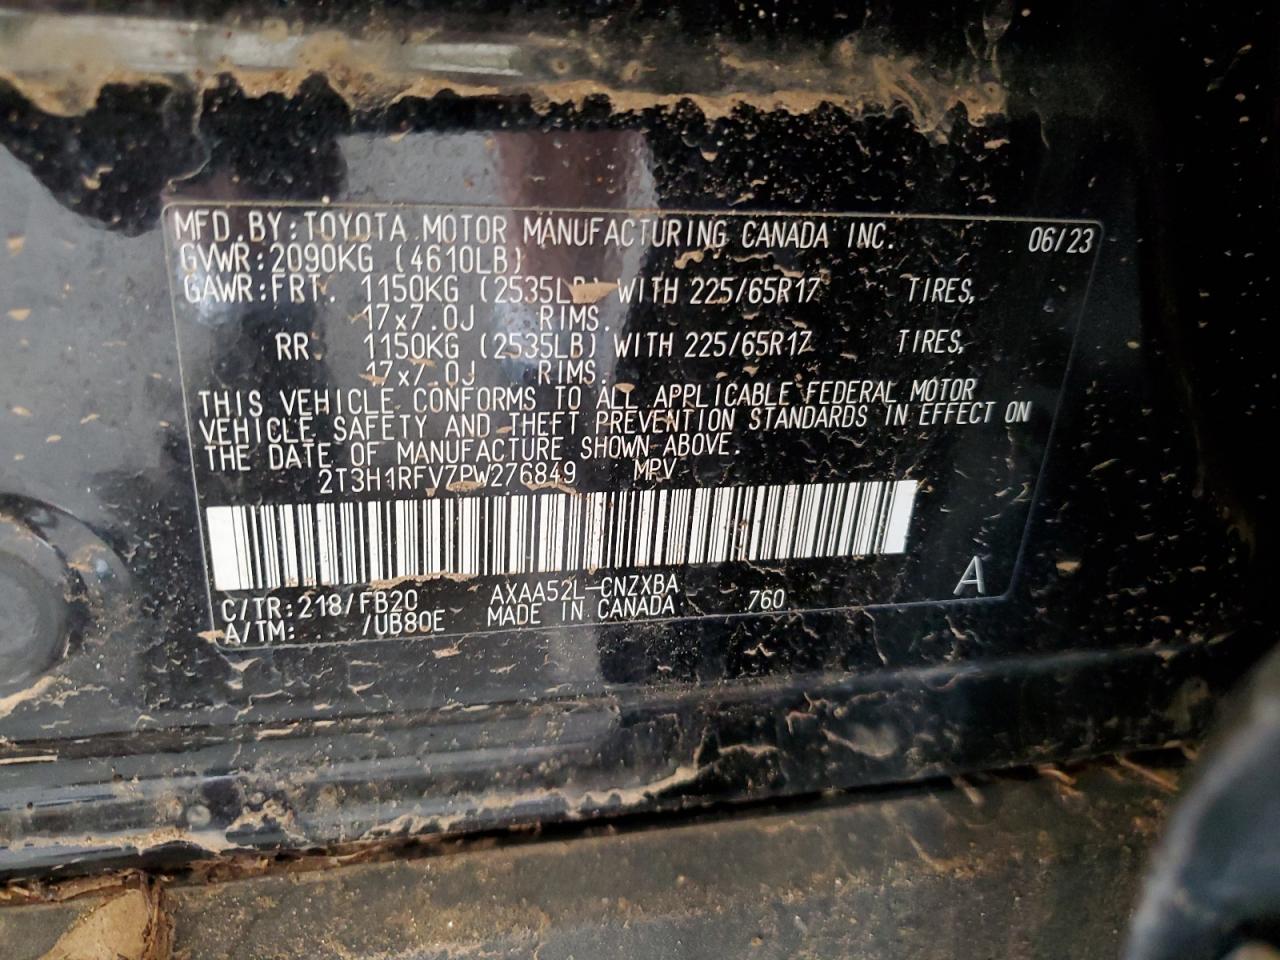 MFD.BY:TOYOTA MOTOR MANUFACTURING CANADA INC. 06/23
GVWR:2090KG (4610LB)
GAWR:FRT. 1150KG (2535LB) WITH 225/65R17 TIRES,
17x7.0J RIMS.
RR. 1150KG (2535LB) WITH 225/65R17 TIRES,
17x7.0J RIMS.
THIS VEHICLE CONFORMS TO ALL APPLICABLE FEDERAL MOTOR
VEHICLE SAFETY AND THEFT PREVENTION STANDARDS IN EFFECT ON
THE DATE OF MANUFACTURE SHOWN ABOVE.
2T3H1RFV7PW276849 MPV
C/TR:218/FB20 AXAA52L-CNZXBA A
A/TM: /UB80E MADE IN CANADA 760